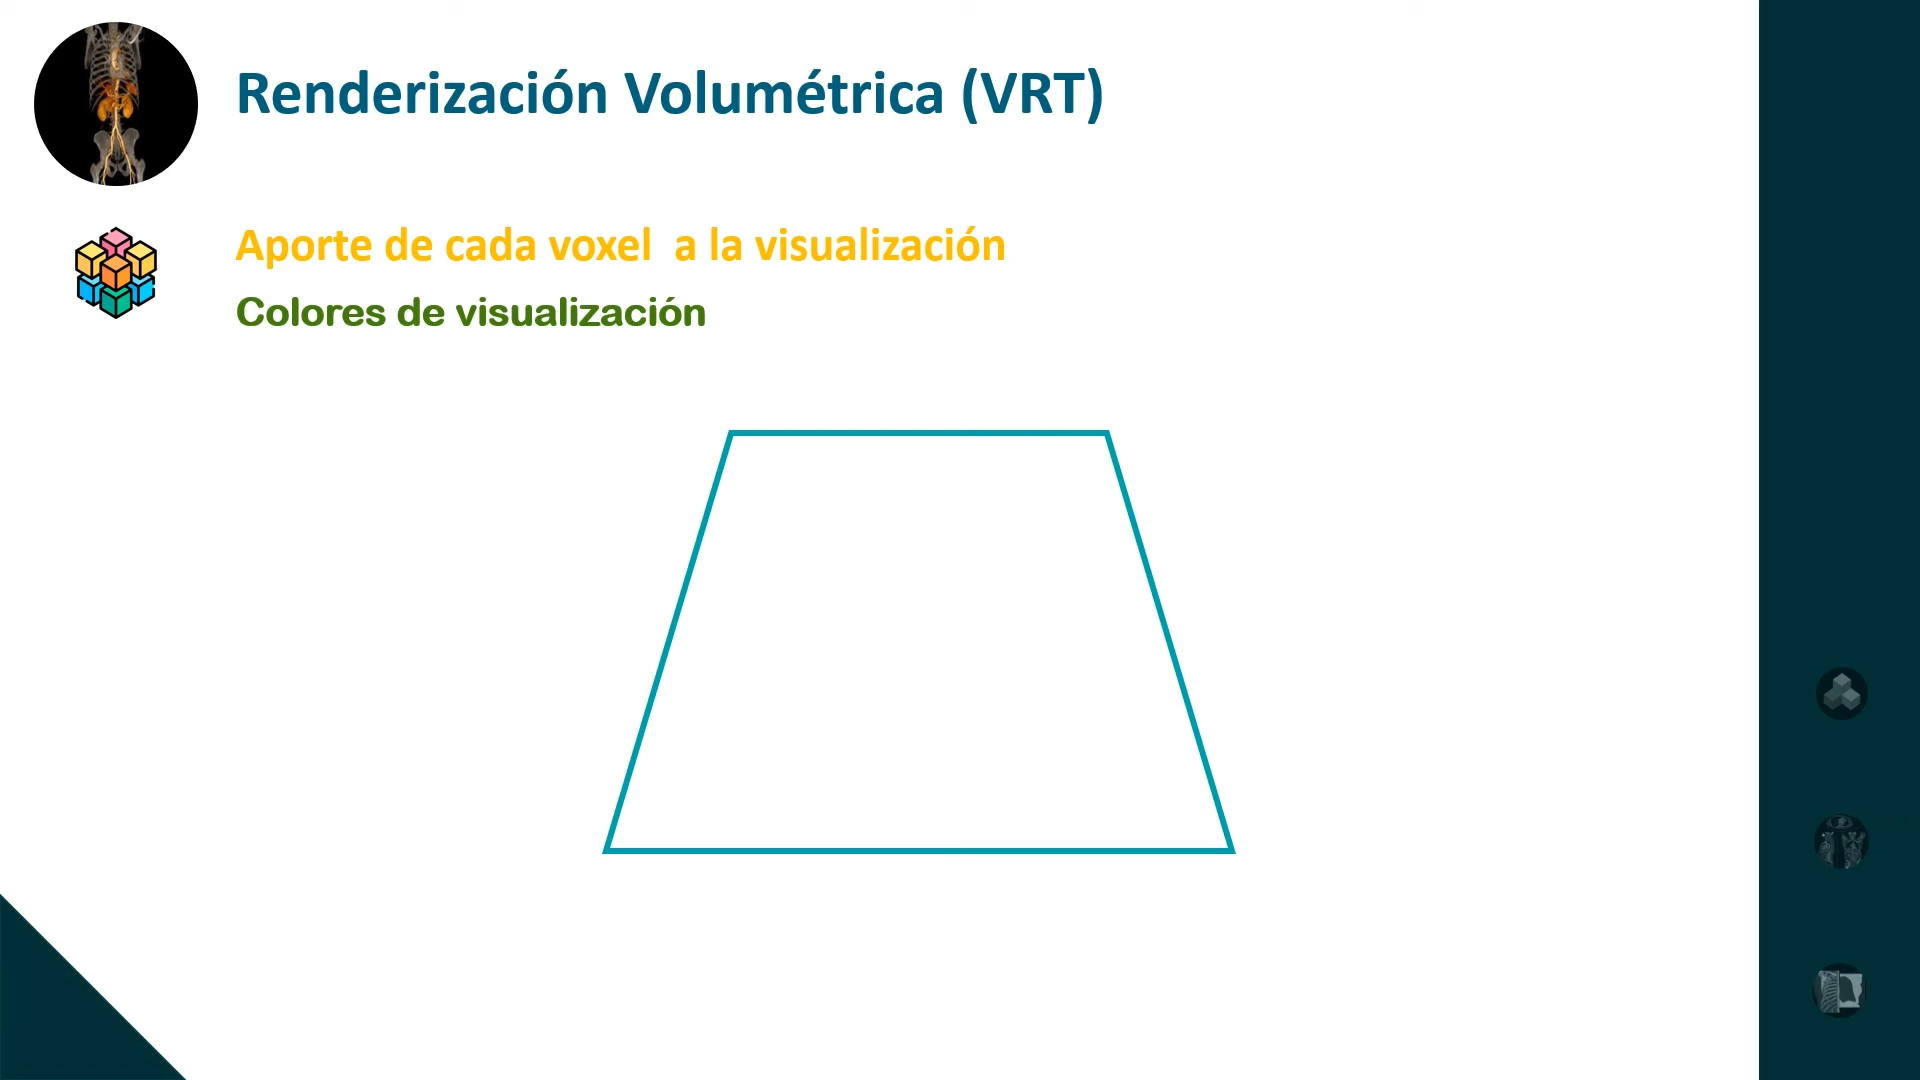 Renderización Volumétrica (VRT)
Aporte de cada voxel a la visualización
Colores de visualización